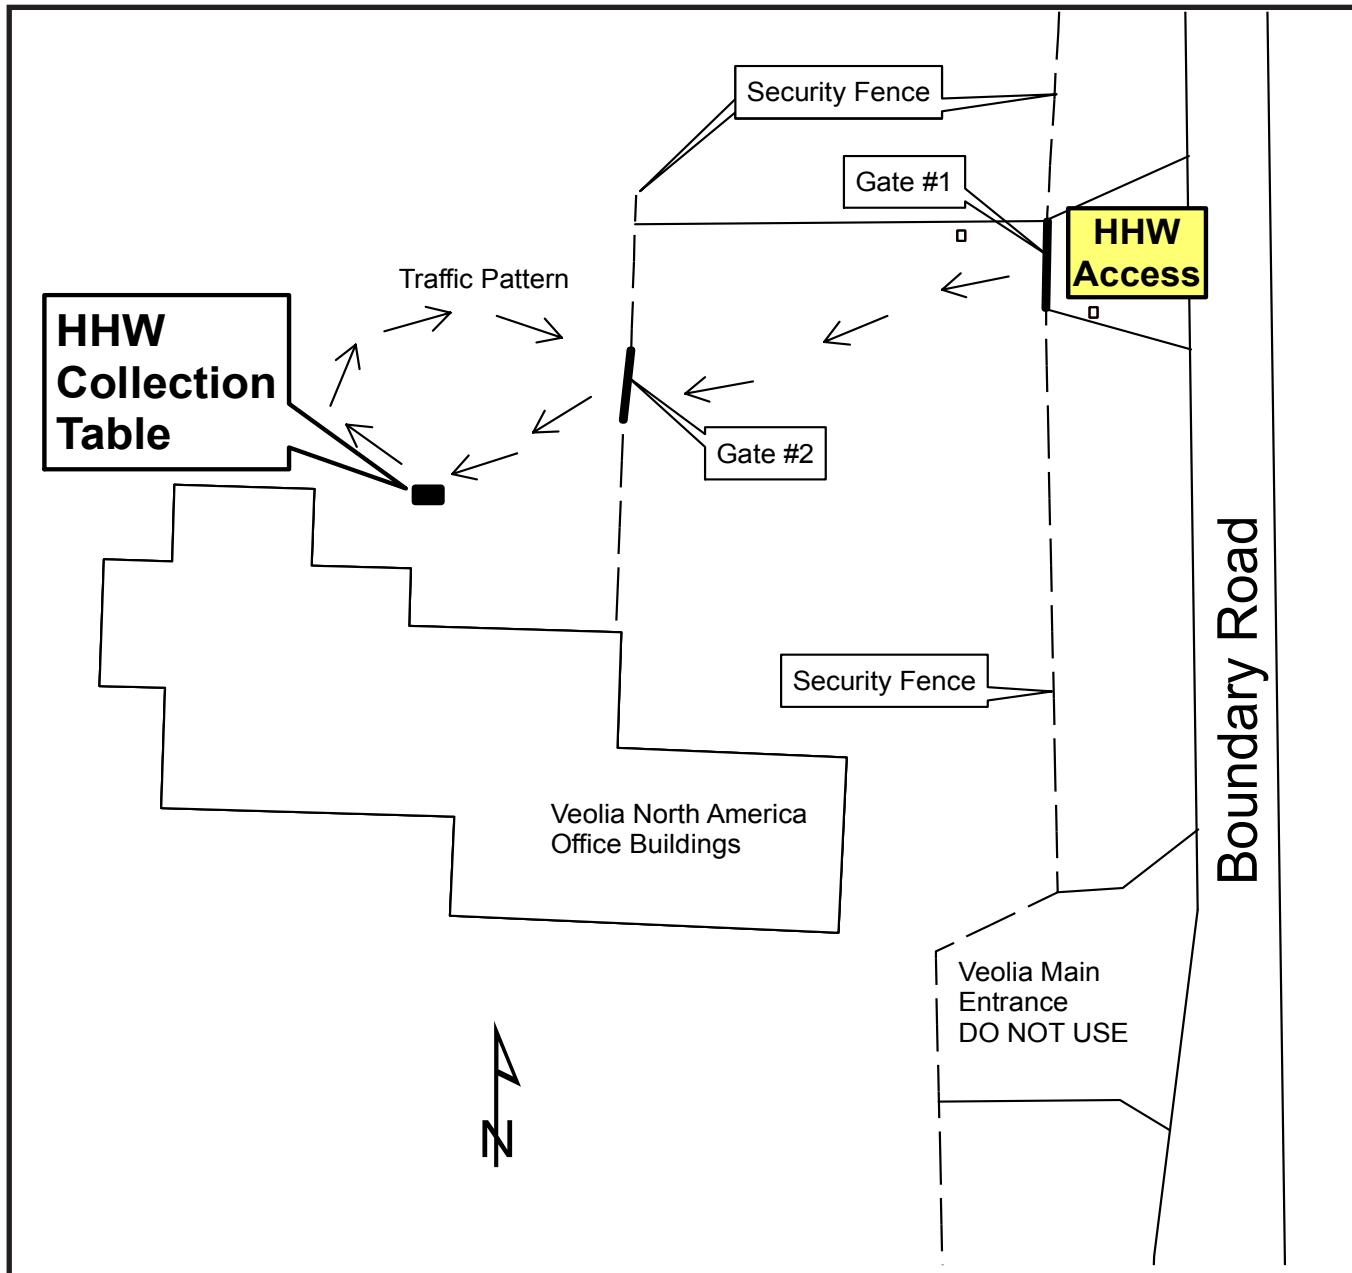 Security Fence
Gate #1
HHW
Access
Traffic Pattern
HHW
Collection
Table
Gate #2
Boundary Road
Security Fence
Veolia North America
Office Buildings
Veolia Main
Entrance
DO NOT USE
N